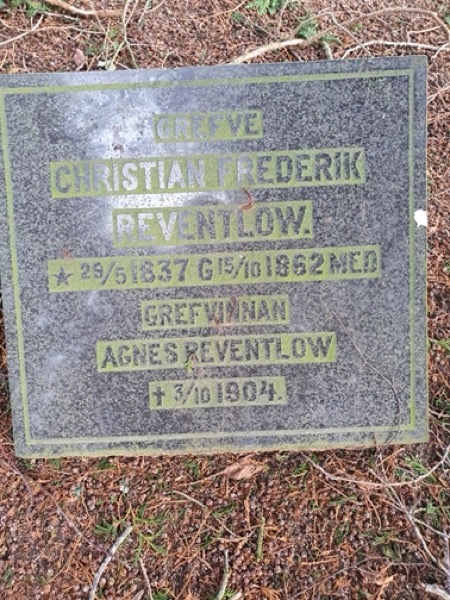 GREFVE
CHRISTIAN FREDERIK
REVENTLOW.
★ 29/5 1837 G 15/10 1862 MED
GREFVINNAN
AGNES REVENTLOW
† 3/10 1904.